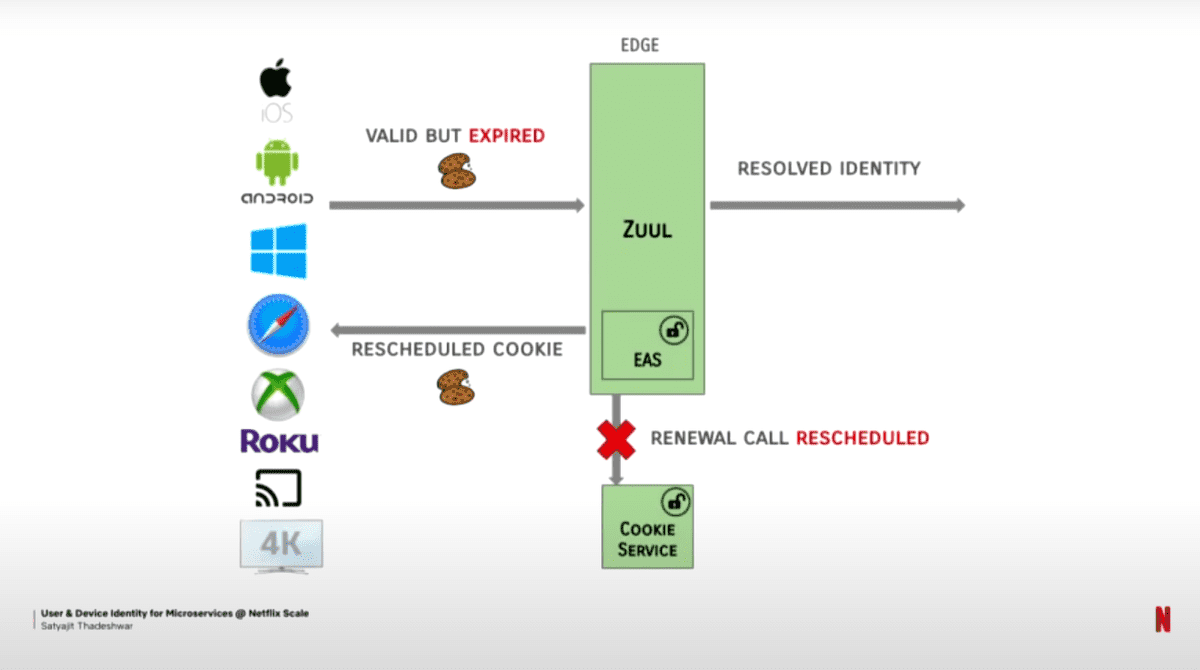 EDGE
iOS
VALID BUT EXPIRED
ANDROID
RESOLVED IDENTITY
ZUUL
RESCHEDULED COOKIE
EAS
ROKU
RENEWAL CALL RESCHEDULED
4K
COOKIE
SERVICE
User & Device Identity for Microservices @ Netflix Scale
Satyajit Thadeshwar
N